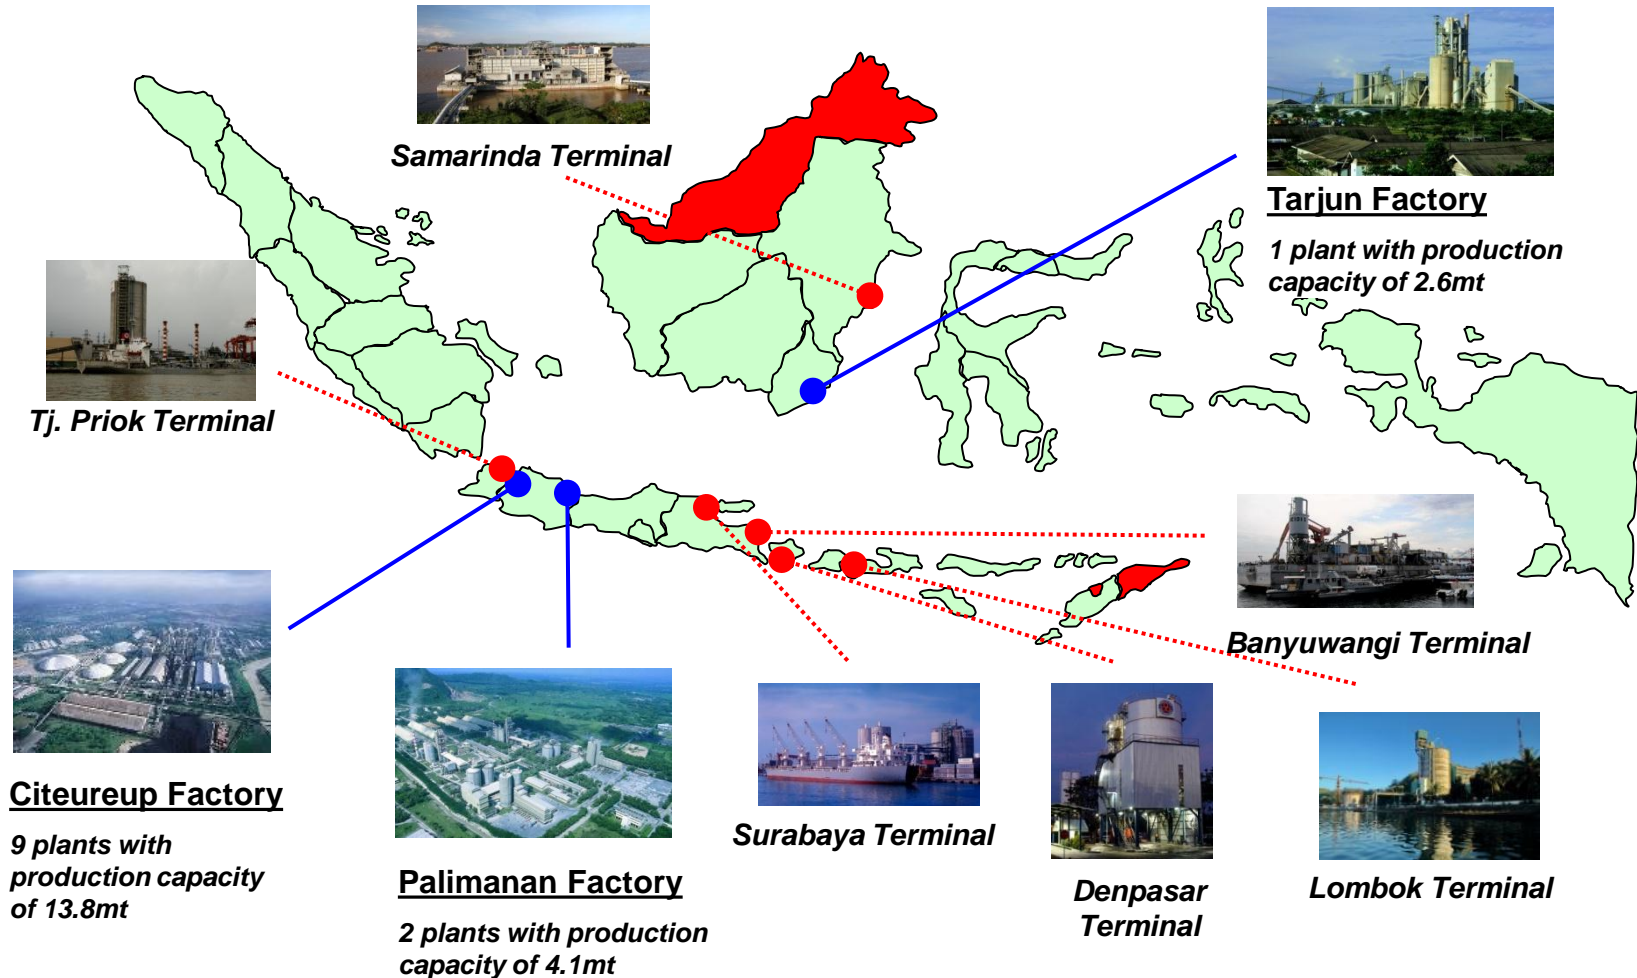 Samarinda Terminal
Tarjun Factory
1 plant with production
capacity of 2.6mt
Tj. Priok Terminal
Banyuwangi Terminal
Citeureup Factory
9 plants with
production capacity
of 13.8mt
Palimanan Factory
2 plants with production
capacity of 4.1mt
Surabaya Terminal
Denpasar
Terminal
Lombok Terminal